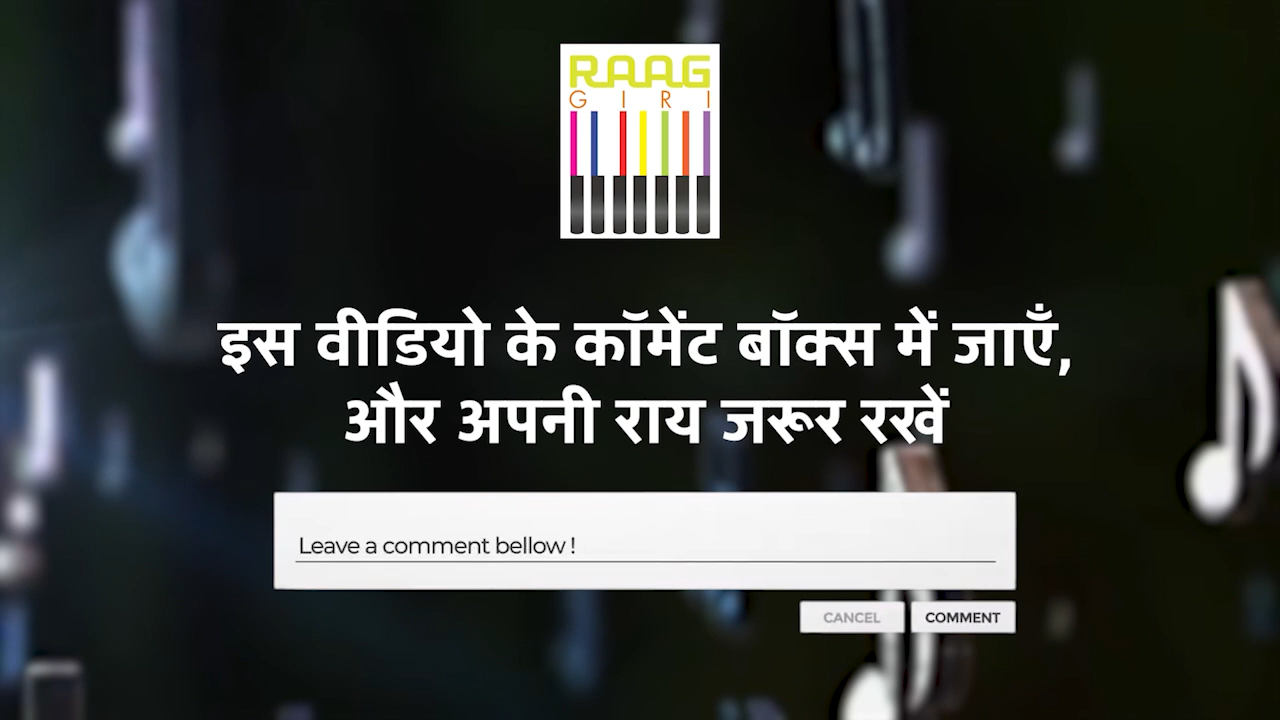 RAAG
GIRI
इस वीडियो के कॉमेंट बॉक्स में जाएँ,
और अपनी राय जरूर रखें
Leave a comment bellow !
CANCEL COMMENT